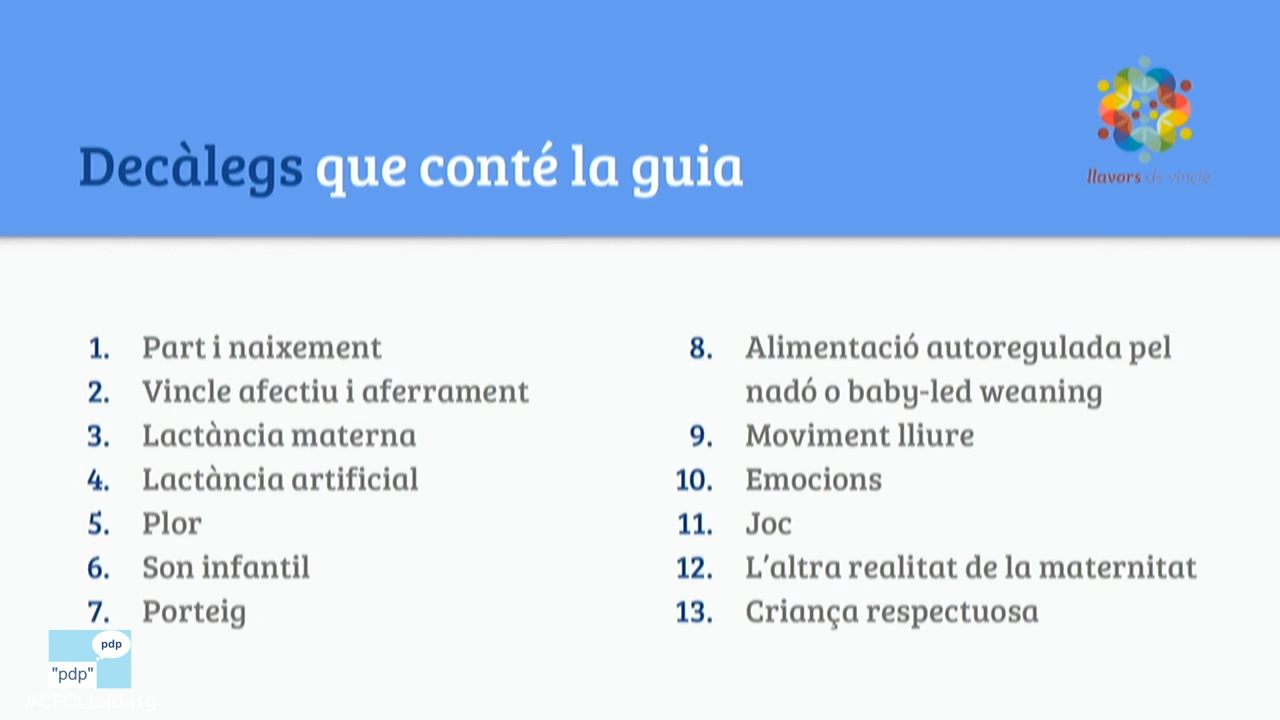 Decàlegs que conté la guia
llavors de vincle
1. Part i naixement
2. Vincle afectiu i aferrament
3. Lactància materna
4. Lactància artificial
5. Plor
6. Son infantil
7. Porteig
8. Alimentació autoregulada pel
nadó o baby-led weaning
9. Moviment lliure
10. Emocions
11. Joc
12. L'altra realitat de la maternitat
13. Criança respectuosa
pdp
"pdp"